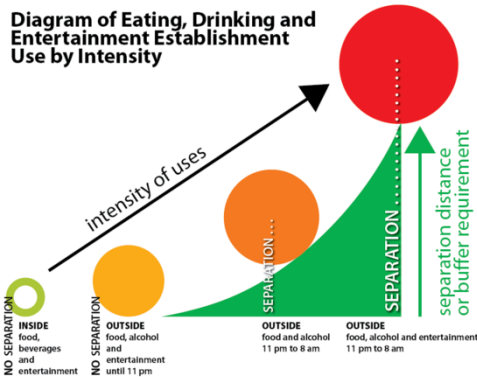 Diagram of Eating, Drinking and
Entertainment Establishment
Use by Intensity
intensity of uses
separation distance
or buffer requirement
NO SEPARATION
INSIDE
food,
beverages
and
entertainment
NO SEPARATION
OUTSIDE
food, alcohol
and
entertainment
until 11 pm
SEPARATION...
OUTSIDE
food and alcohol
11 pm to 8 am
SEPARATION
OUTSIDE
food, alcohol and entertainment
11 pm to 8 am